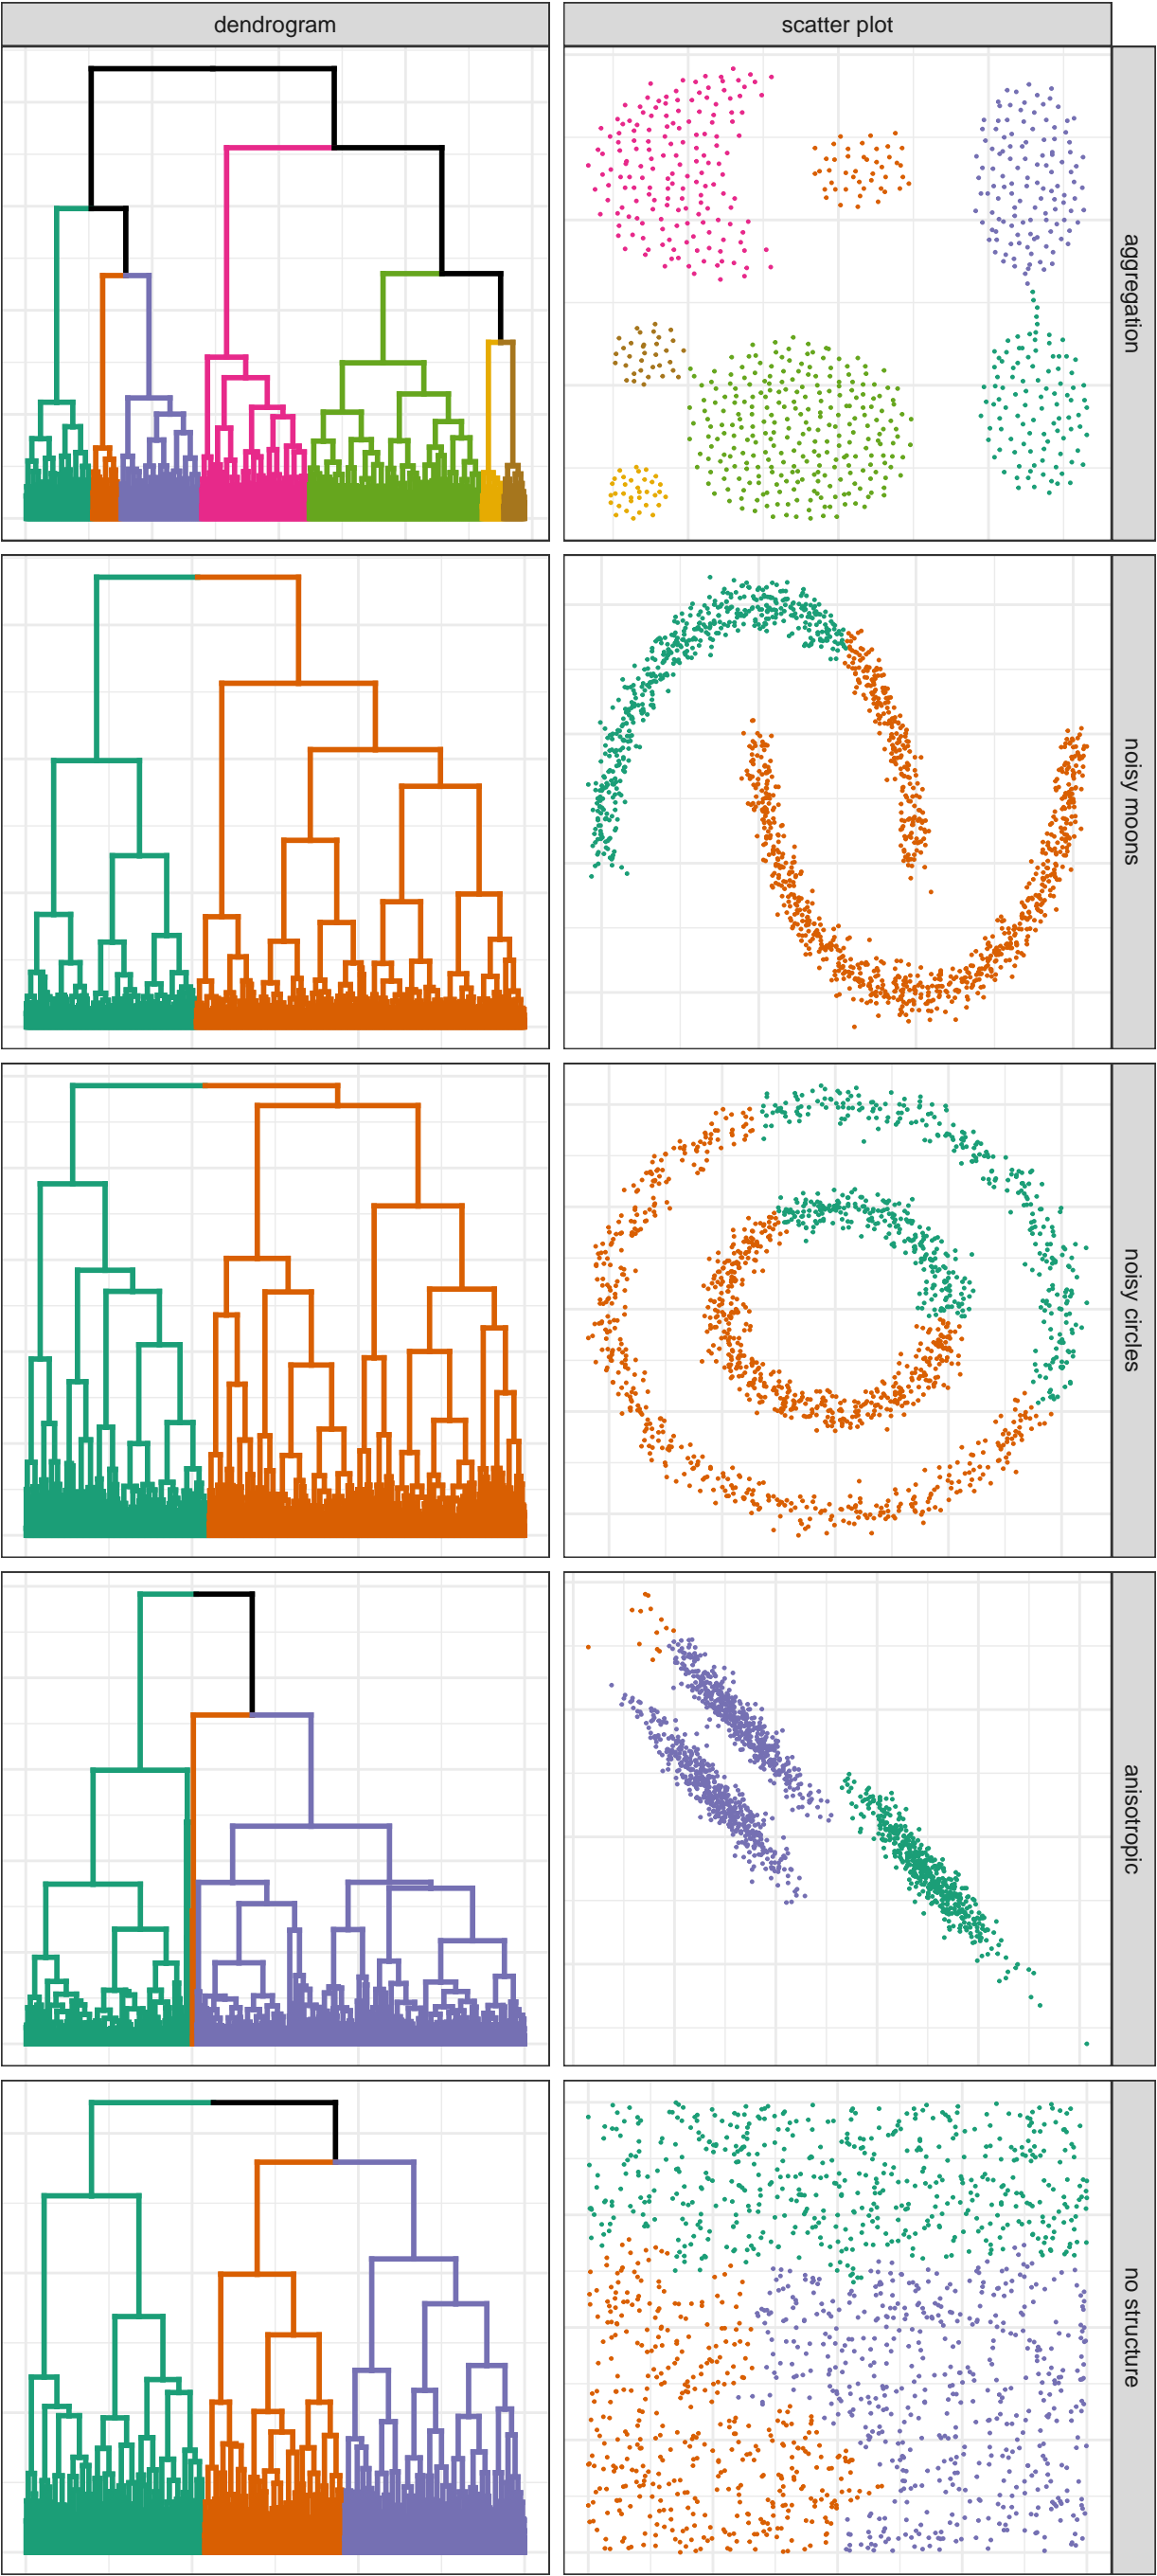 dendrogram
scatter plot
aggregation
noisy moons
noisy circles
anisotropic
no structure